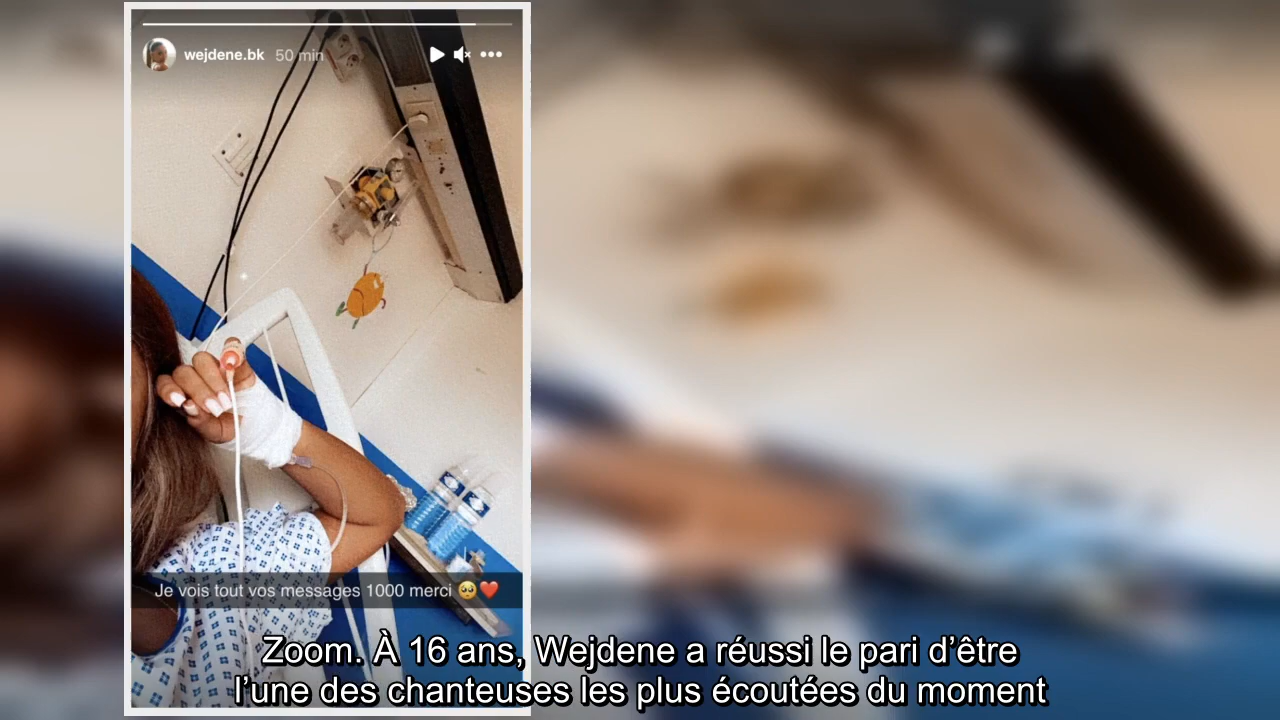 wejdene.bk 50 min
Je vois tout vos messages 1000 merci 🥺❤️
Zoom. À 16 ans, Wejdene a réussi le pari d’être
l’une des chanteuses les plus écoutées du moment